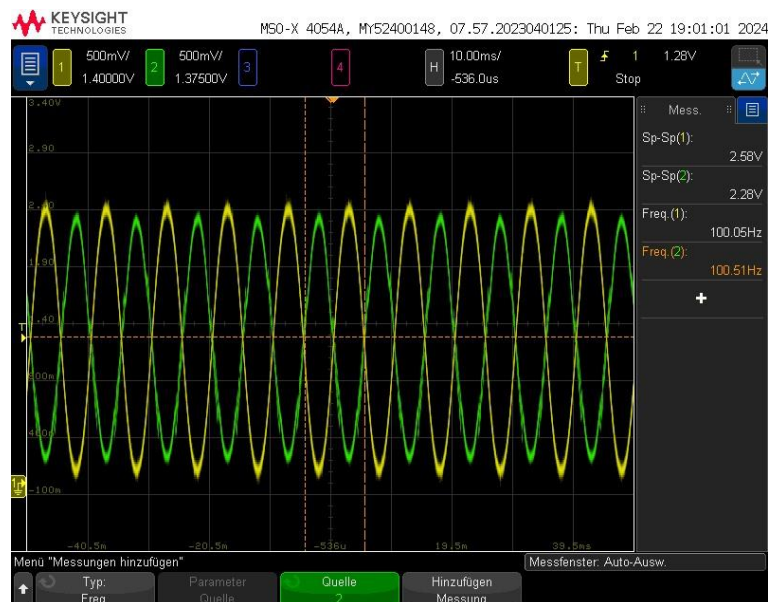 KEYSIGHT
TECHNOLOGIES
MSO-X 4054A, MY52400148, 07.57.2023040125: Thu Feb 22 19:01:01 2024
1 500mV/ 2 500mV/ 3 4 H 10.00ms/ T 1 1.28V
1.40000V 1.37500V -536.0us Stop
Mess.
Sp-Sp(1):
2.58V
Sp-Sp(2):
2.28V
Freq.(1):
100.05Hz
Freq.(2):
100.51Hz
+
3.40V
2.90
1.90
T
-100m
-40.5m -20.5m -536u 19.5m 39.5ms
Menü "Messungen hinzufügen" Messfenster: Auto-Ausw.
Typ: Parameter Quelle Hinzufügen
Freq. Quelle 2 Messung